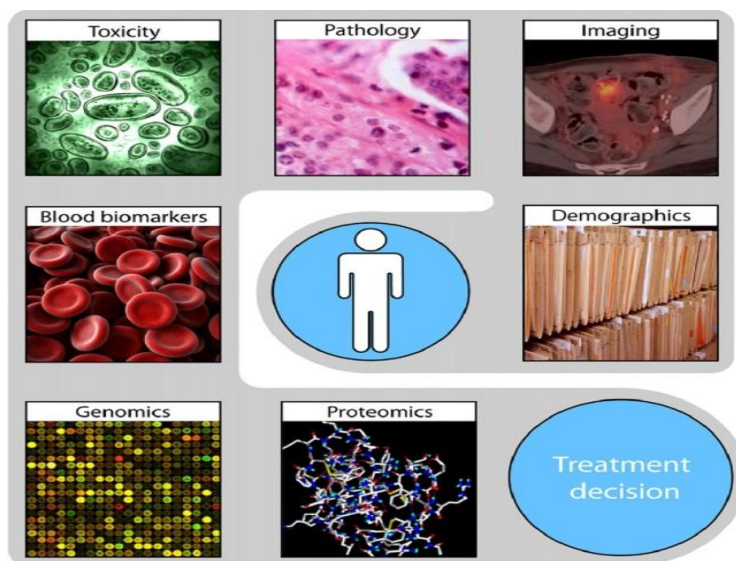 Toxicity
Pathology
Imaging
Blood biomarkers
Demographics
Genomics
Proteomics
Treatment
decision